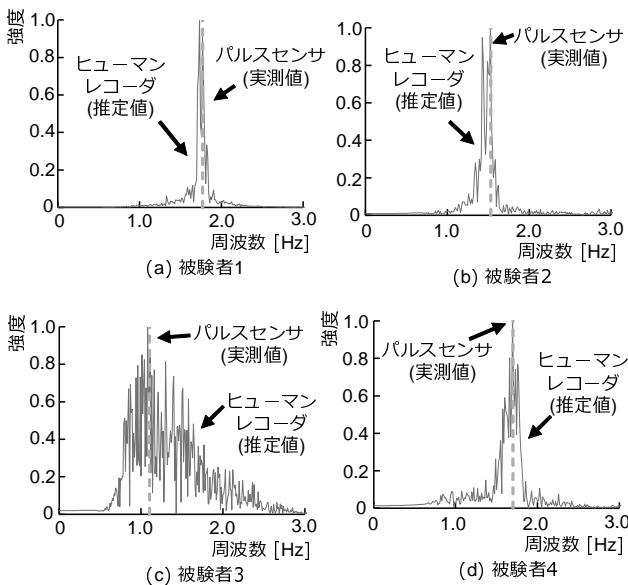 強度
1.0
0.8
0.6
0.4
0.2
0
0
1.0
2.0
3.0
ヒューマン
レコーダ
(推定値)
パルスセンサ
(実測値)
周波数 [Hz]
(a) 被験者1
強度
1.0
0.8
0.6
0.4
0.2
0
0
1.0
2.0
3.0
ヒューマン
レコーダ
(推定値)
パルスセンサ
(実測値)
周波数 [Hz]
(b) 被験者2
強度
1.0
0.8
0.6
0.4
0.2
0
0
1.0
2.0
3.0
パルスセンサ
(実測値)
ヒューマン
レコーダ
(推定値)
周波数 [Hz]
(c) 被験者3
強度
1.0
0.8
0.6
0.4
0.2
0
0
1.0
2.0
3.0
パルスセンサ
(実測値)
ヒューマン
レコーダ
(推定値)
周波数 [Hz]
(d) 被験者4